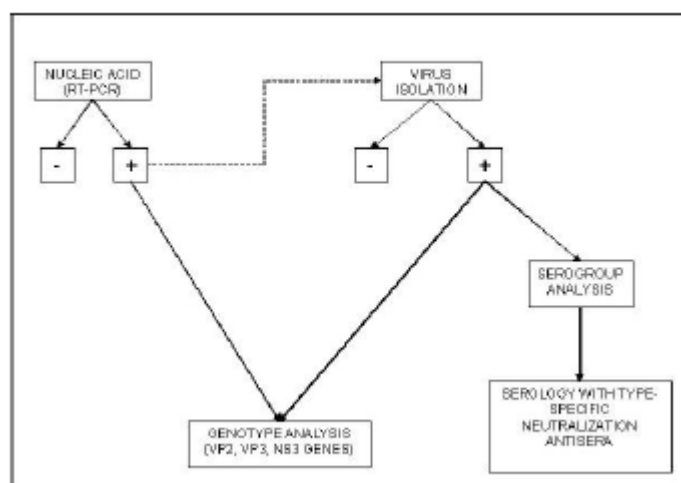 NUCLEIC ACID
(RT-PCR)
VIRUS
ISOLATION
-
+
-
+
SEROGROUP
ANALYSIS
GENOTYPE ANALYSIS
(VP2, VP3, NS3 GENES)
SEROLOGY WITH TYPE-
SPECIFIC
NEUTRALIZATION
ANTISERA